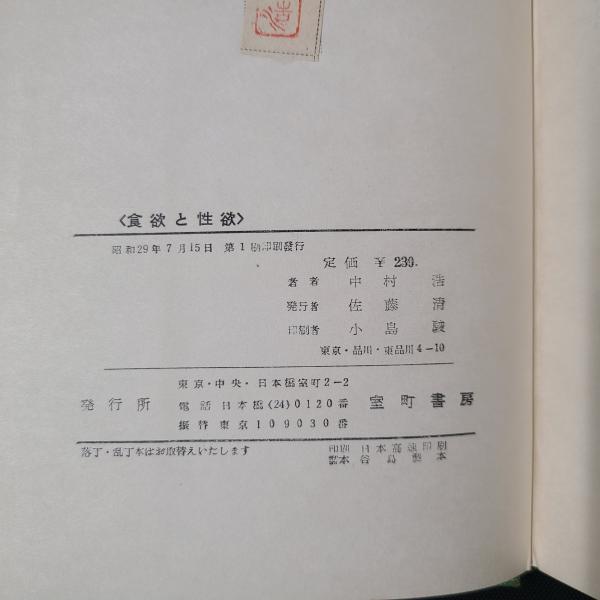 〈食欲と性欲〉
昭和29年7月15日 第1刷印刷發行
定価 ¥ 230.
著者 中村浩
発行者 佐藤清
印刷者 小島
東京・品川・東品川4-10
東京・中央・日本橋室町2-2
発行所 電話 日本橋(24)0120番 室町書房
振替 東京109030番
落丁・乱丁本はお取替えいたします
印刷 日本高速印刷
製本 谷島製本